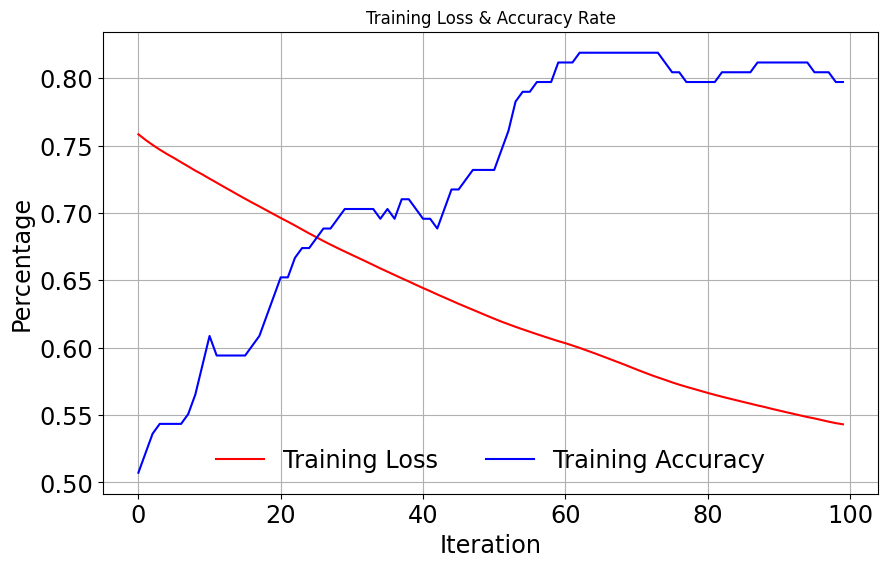 Training Loss & Accuracy Rate
Percentage
0.80
0.75
0.70
0.65
0.60
0.55
0.50
Training Loss
Training Accuracy
0
20
40
60
80
100
Iteration